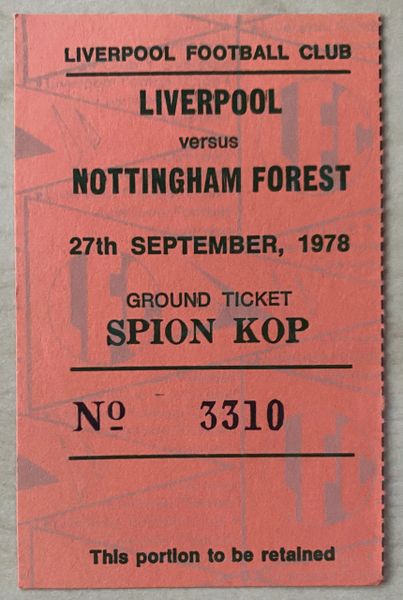 LIVERPOOL FOOTBALL CLUB
LIVERPOOL
versus
NOTTINGHAM FOREST
27th SEPTEMBER, 1978
GROUND TICKET
SPION KOP
Nº 3310
This portion to be retained